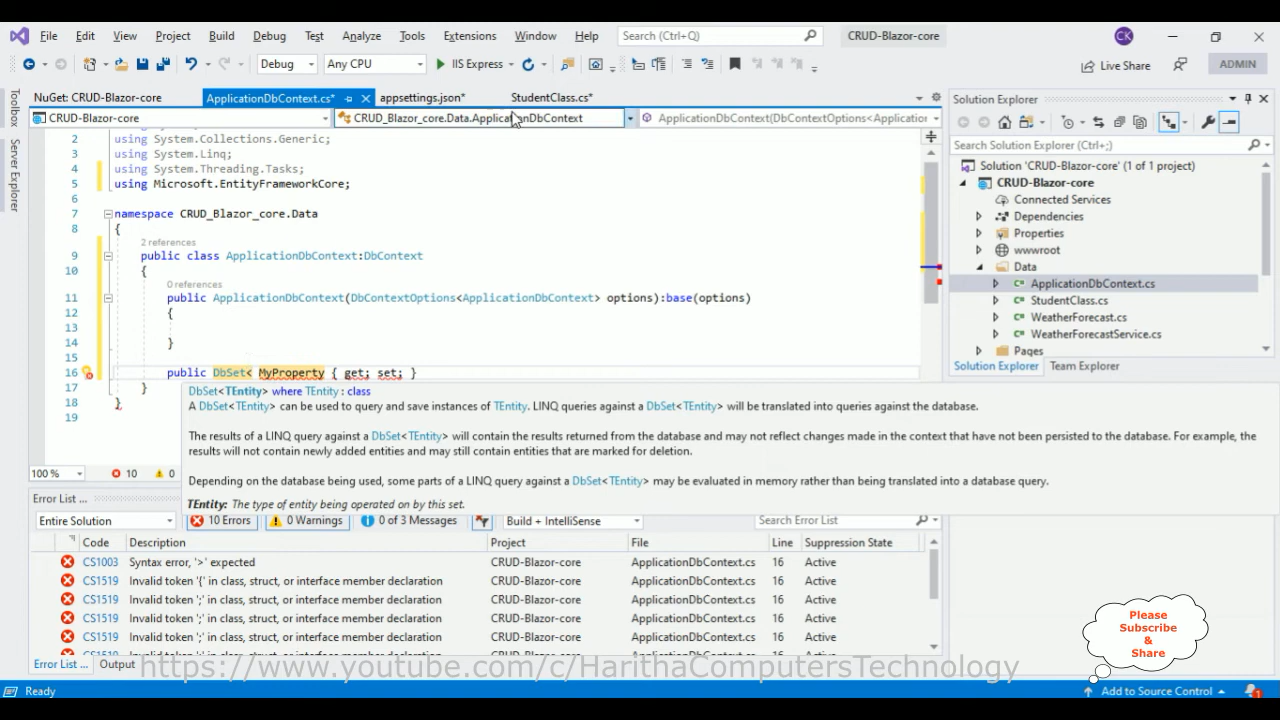 File Edit View Project Build Debug Test Analyze Tools Extensions Window Help Search (Ctrl+Q) CRUD-Blazor-core CK
Debug Any CPU IIS Express Live Share ADMIN
NuGet: CRUD-Blazor-core ApplicationDbContext.cs* appsettings.json* StudentClass.cs*
CRUD-Blazor-core CRUD_Blazor_core.Data.ApplicationDbContext ApplicationDbContext(DbContextOptions<Applicatior
Toolbox
Server Explorer
2 using System.Collections.Generic;
3 using System.Linq;
4 using System.Threading.Tasks;
5 using Microsoft.EntityFrameworkCore;
6
7 namespace CRUD_Blazor_core.Data
8 {
2 references
9 public class ApplicationDbContext:DbContext
10 {
0 references
11 public ApplicationDbContext(DbContextOptions<ApplicationDbContext> options):base(options)
12 {
13
14 }
15
16 public DbSet< MyProperty { get; set; }
17 }
18 }
19
DbSet<TEntity> where TEntity : class
A DbSet<TEntity> can be used to query and save instances of TEntity. LINQ queries against a DbSet<TEntity> will be translated into queries against the database.
The results of a LINQ query against a DbSet<TEntity> will contain the results returned from the database and may not reflect changes made in the context that have not been persisted to the database. For example, the
results will not contain newly added entities and may still contain entities that are marked for deletion.
Depending on the database being used, some parts of a LINQ query against a DbSet<TEntity> may be evaluated in memory rather than being translated into a database query.
TEntity: The type of entity being operated on by this set.
100 % 10 0
Solution Explorer
Search Solution Explorer (Ctrl+;)
Solution 'CRUD-Blazor-core' (1 of 1 project)
CRUD-Blazor-core
Connected Services
Dependencies
Properties
wwwroot
Data
ApplicationDbContext.cs
StudentClass.cs
WeatherForecast.cs
WeatherForecastService.cs
Pages
Solution Explorer Team Explorer
Error List ...
Entire Solution 10 Errors 0 Warnings 0 of 3 Messages Build + IntelliSense Search Error List
Code Description Project File Line Suppression State
CS1003 Syntax error, '>' expected CRUD-Blazor-core ApplicationDbContext.cs 16 Active
CS1519 Invalid token '{' in class, struct, or interface member declaration CRUD-Blazor-core ApplicationDbContext.cs 16 Active
CS1519 Invalid token ';' in class, struct, or interface member declaration CRUD-Blazor-core ApplicationDbContext.cs 16 Active
CS1519 Invalid token ';' in class, struct, or interface member declaration CRUD-Blazor-core ApplicationDbContext.cs 16 Active
CS1519 Invalid token ';' in class, struct, or interface member declaration CRUD-Blazor-core ApplicationDbContext.cs 16 Active
Error List ... Output
https://www.youtube.com/c/HarithaComputersTechnology
Please
Subscribe
&
Share
Ready Add to Source Control 1